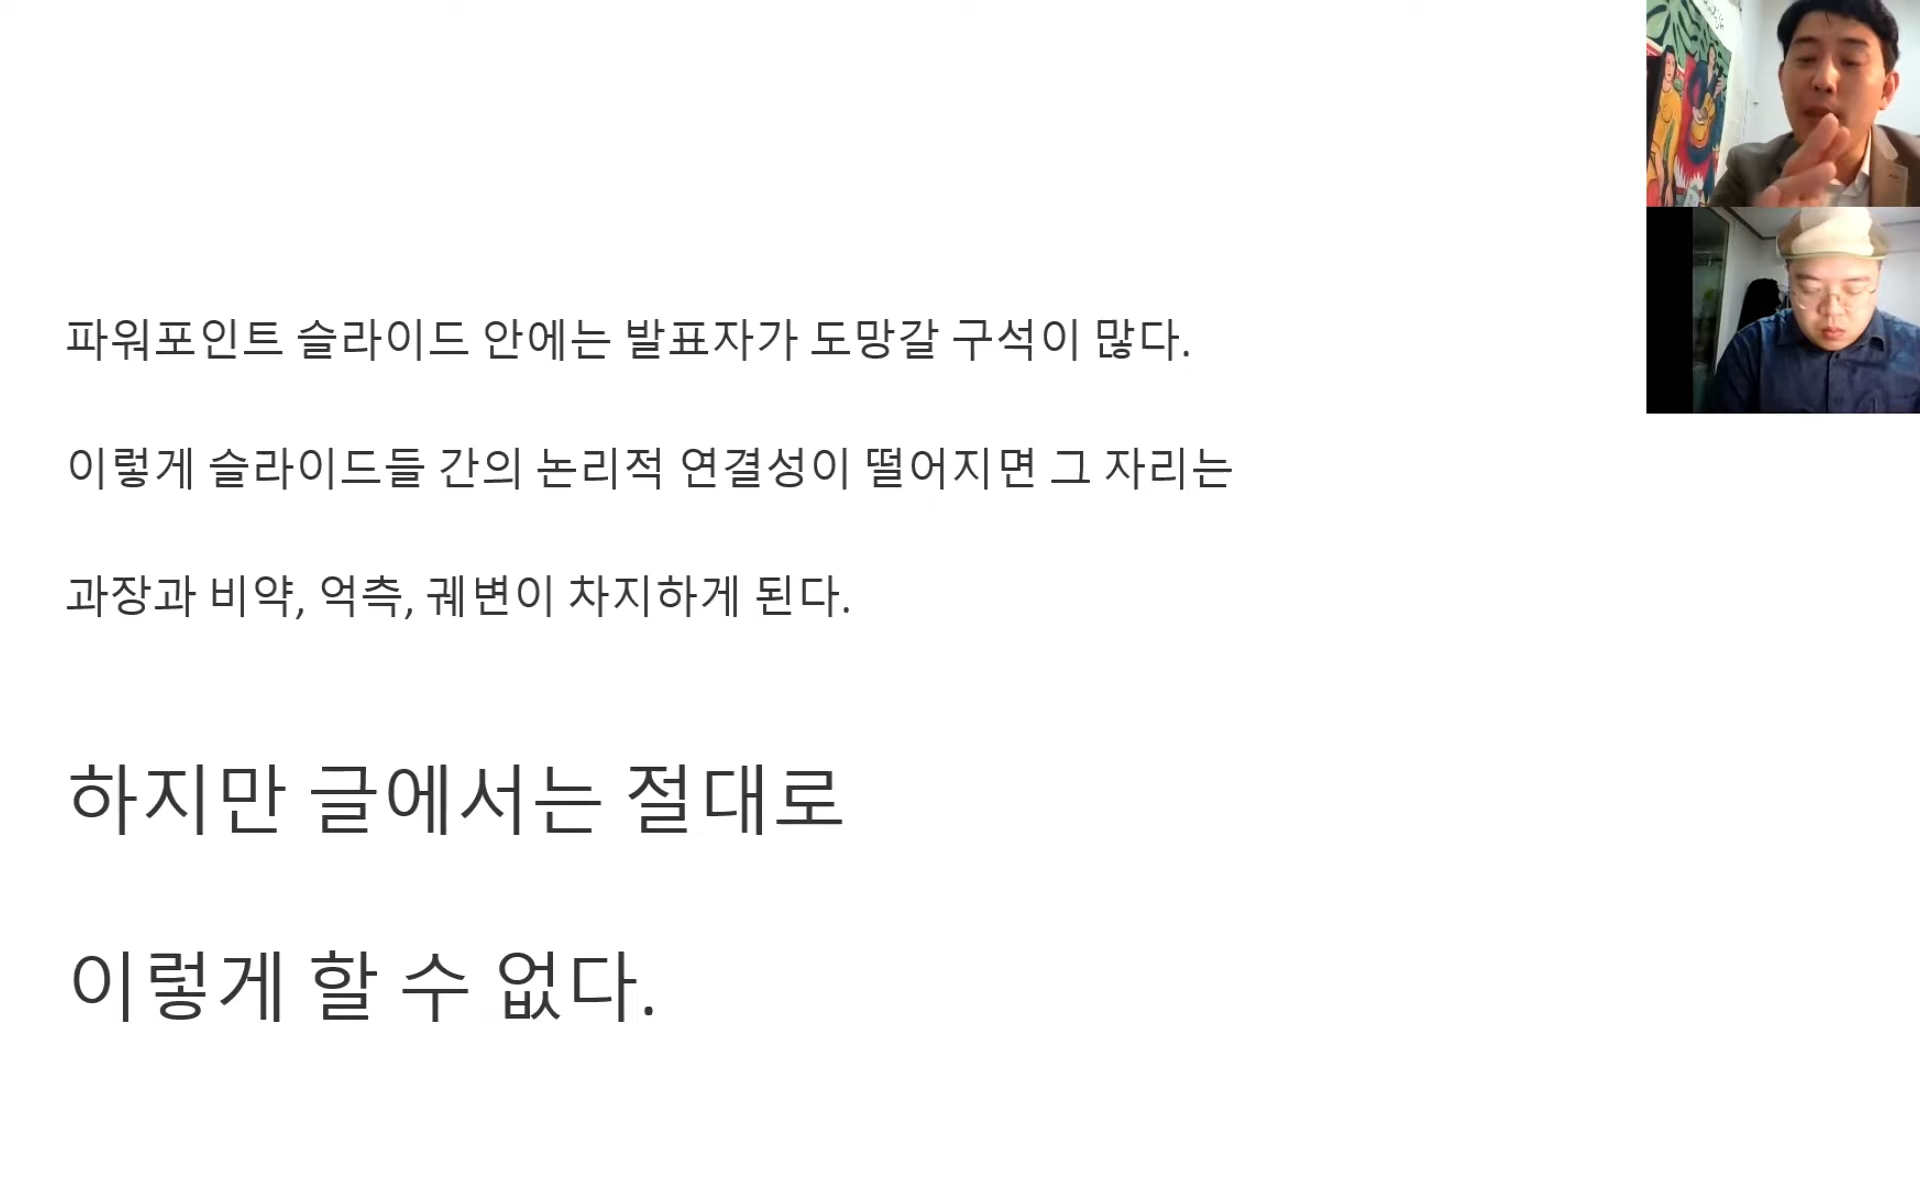 파워포인트 슬라이드 안에는 발표자가 도망갈 구석이 많다.
이렇게 슬라이드들 간의 논리적 연결성이 떨어지면 그 자리는
과장과 비약, 억측, 궤변이 차지하게 된다.
하지만 글에서는 절대로
이렇게 할 수 없다.